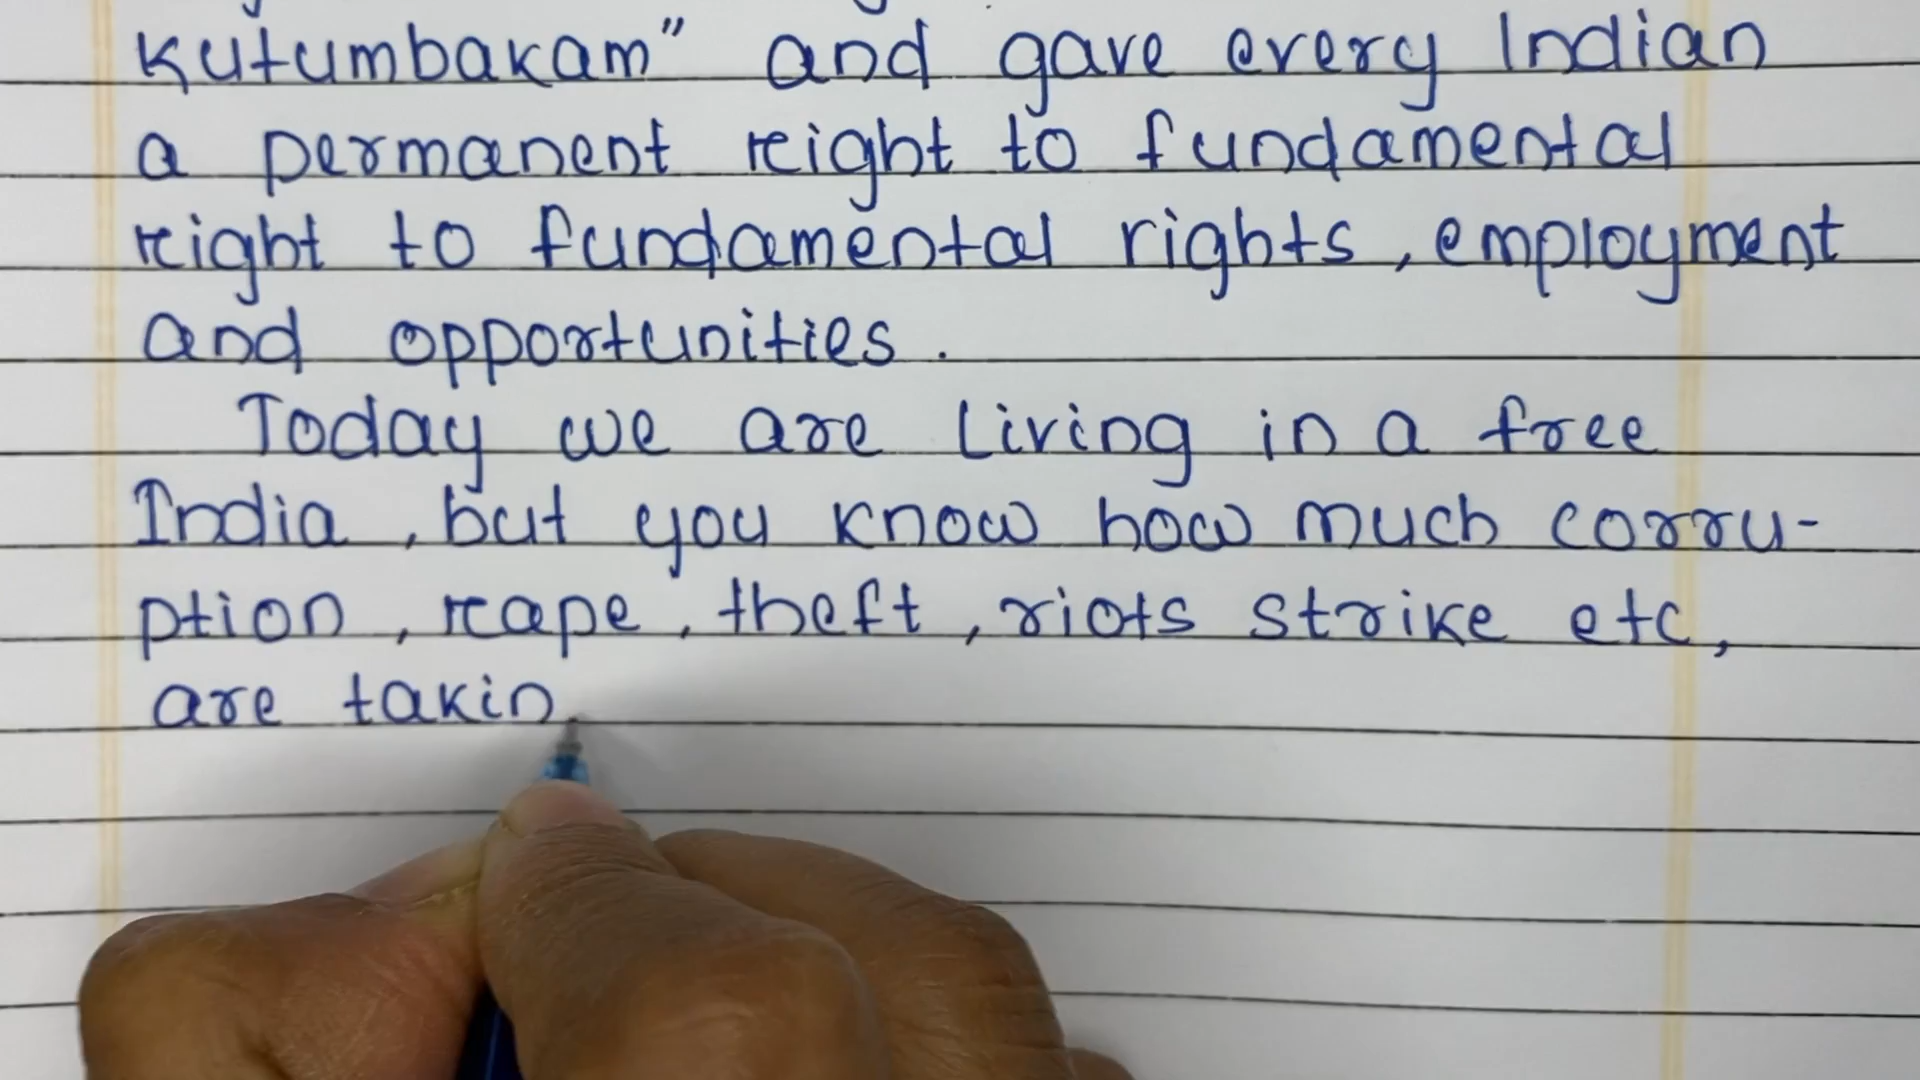 Kutumbakam" and gave every Indian
a permanent right to fundamental
right to fundamental rights, employment
and opportunities.
Today we are living in a free
India, but you know how much corru-
ption, rape, theft, riots strike etc,
are takin